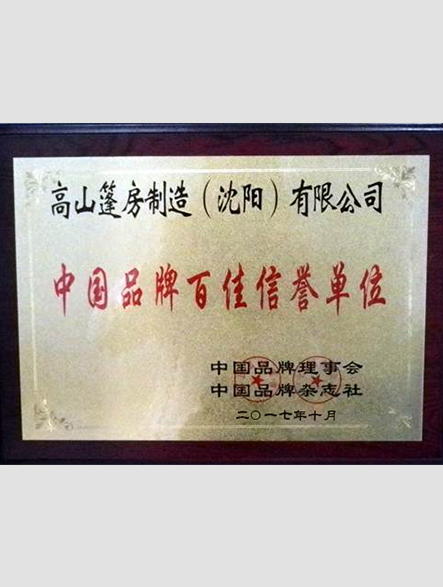 高山篷房制造（沈阳）有限公司
中国品牌百佳信誉单位
中国品牌理事会
中国品牌杂志社
二〇一七年十月